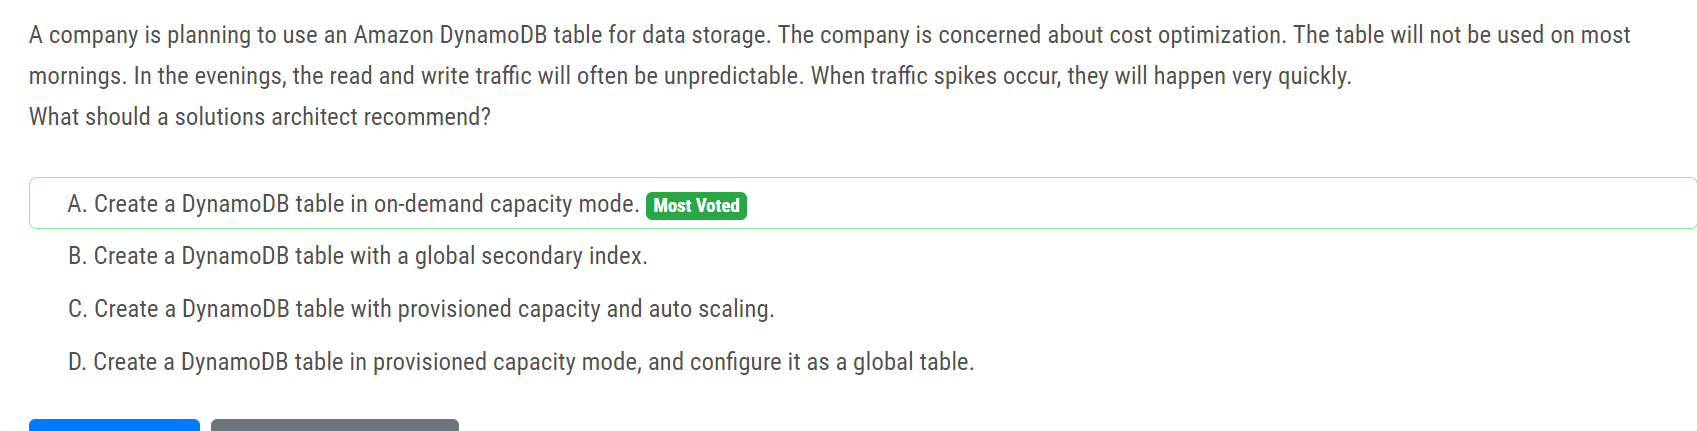 A company is planning to use an Amazon DynamoDB table for data storage. The company is concerned about cost optimization. The table will not be used on most
mornings. In the evenings, the read and write traffic will often be unpredictable. When traffic spikes occur, they will happen very quickly.
What should a solutions architect recommend?
A. Create a DynamoDB table in on-demand capacity mode. Most Voted
B. Create a DynamoDB table with a global secondary index.
C. Create a DynamoDB table with provisioned capacity and auto scaling.
D. Create a DynamoDB table in provisioned capacity mode, and configure it as a global table.